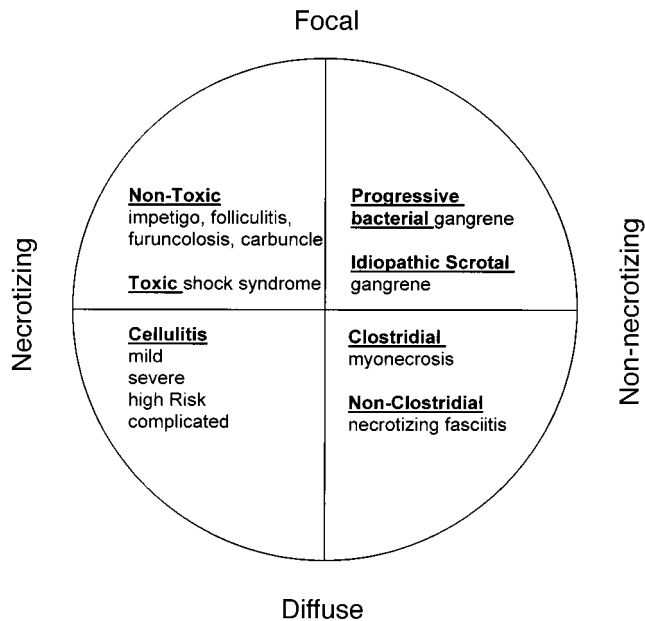 Focal
Non-Toxic
impetigo, folliculitis,
furuncolosis, carbuncle
Toxic shock syndrome
Progressive
bacterial gangrene
Idiopathic Scrotal
gangrene
Necrotizing
Non-necrotizing
Cellulitis
mild
severe
high Risk
complicated
Clostridial
myonecrosis
Non-Clostridial
necrotizing fasciitis
Diffuse